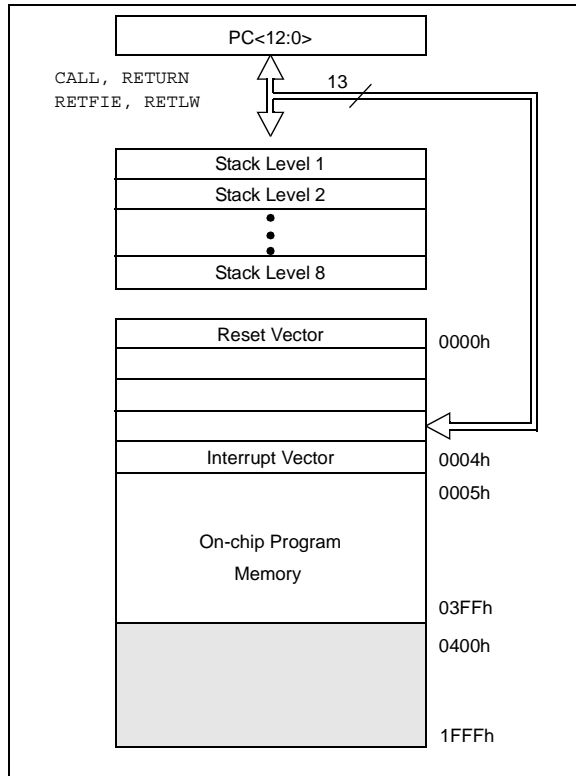 PC<12:0>
CALL, RETURN
RETFIE, RETLW
13
Stack Level 1
Stack Level 2
Stack Level 8
Reset Vector
0000h
Interrupt Vector
0004h
0005h
On-chip Program
Memory
03FFh
0400h
1FFFh